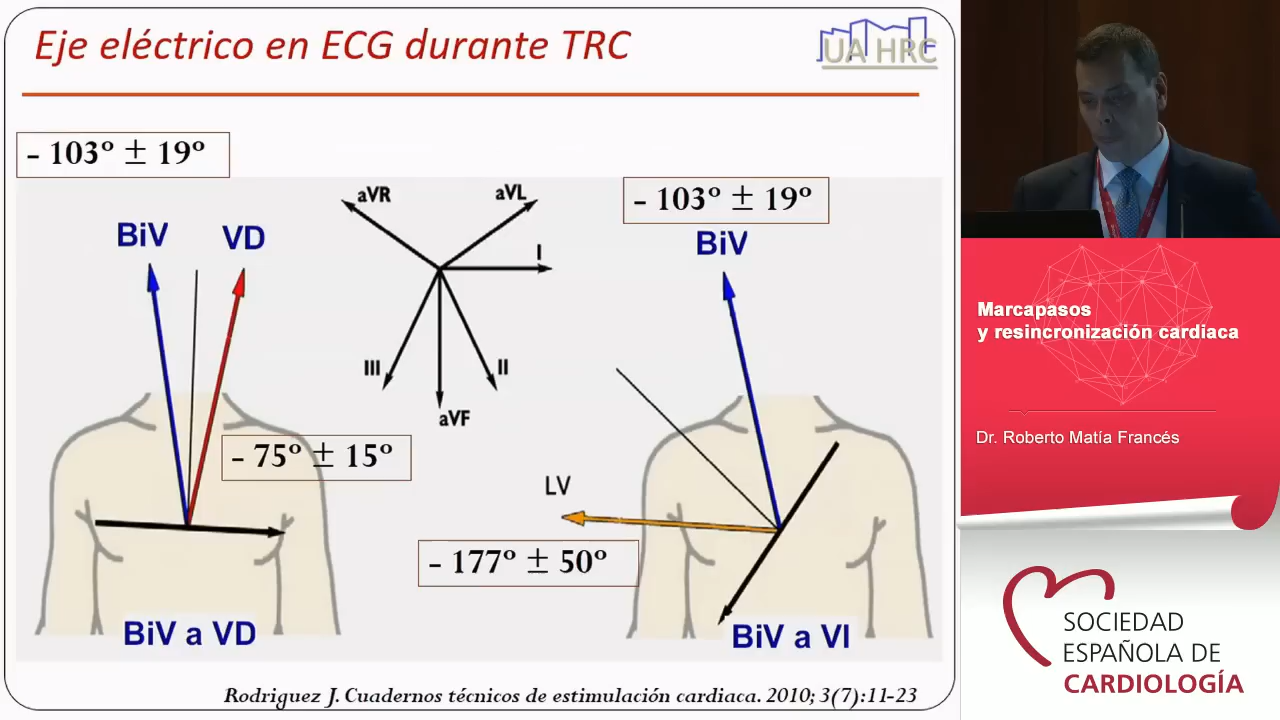 Eje eléctrico en ECG durante TRC
UA HRC
- 103º ± 19º
BiV
VD
aVR
aVL
I
III
II
aVF
- 75º ± 15º
BiV a VD
- 103º ± 19º
BiV
LV
- 177º ± 50º
BiV a VI
Rodriguez J. Cuadernos técnicos de estimulación cardiaca. 2010; 3(7):11-23
Marcapasos
y resincronización cardiaca
Dr. Roberto Matía Francés
SOCIEDAD
ESPAÑOLA DE
CARDIOLOGÍA